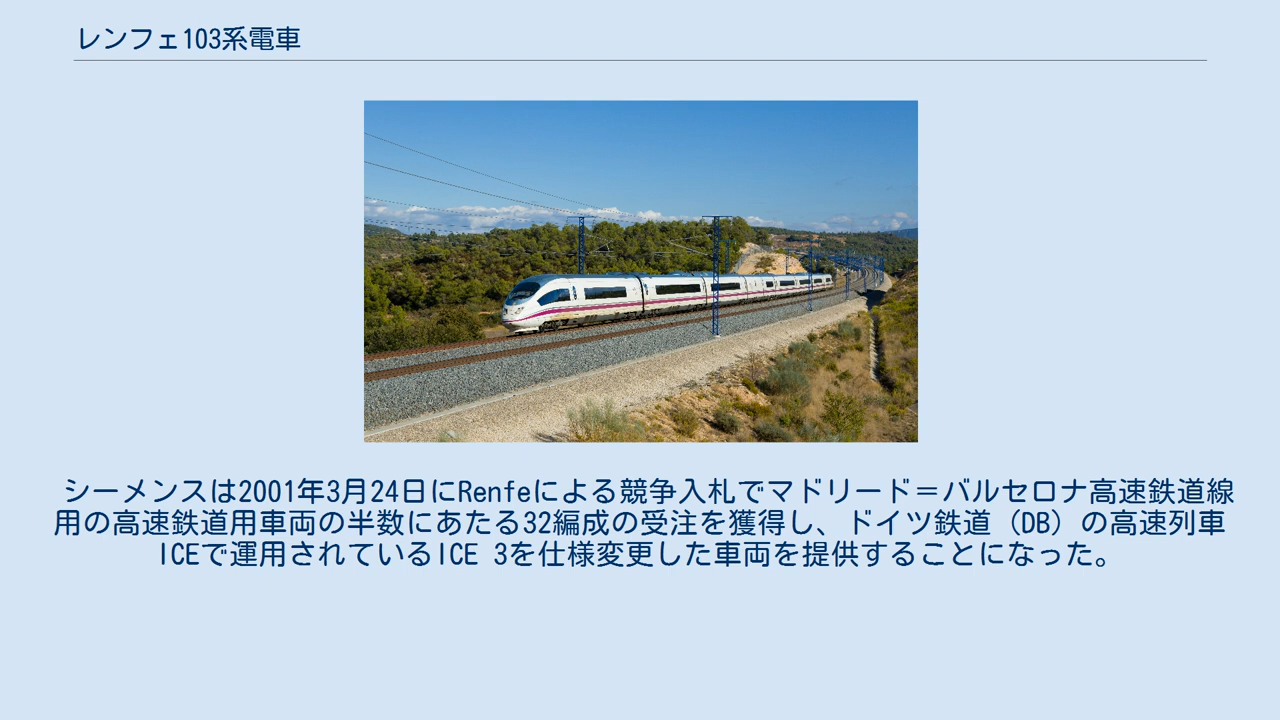 レンフェ103系電車
シーメンスは2001年3月24日にRenfeによる競争入札でマドリード＝バルセロナ高速鉄道線
用の高速鉄道用車両の半数にあたる32編成の受注を獲得し、ドイツ鉄道（DB）の高速列車
ICEで運用されているICE 3を仕様変更した車両を提供することになった。